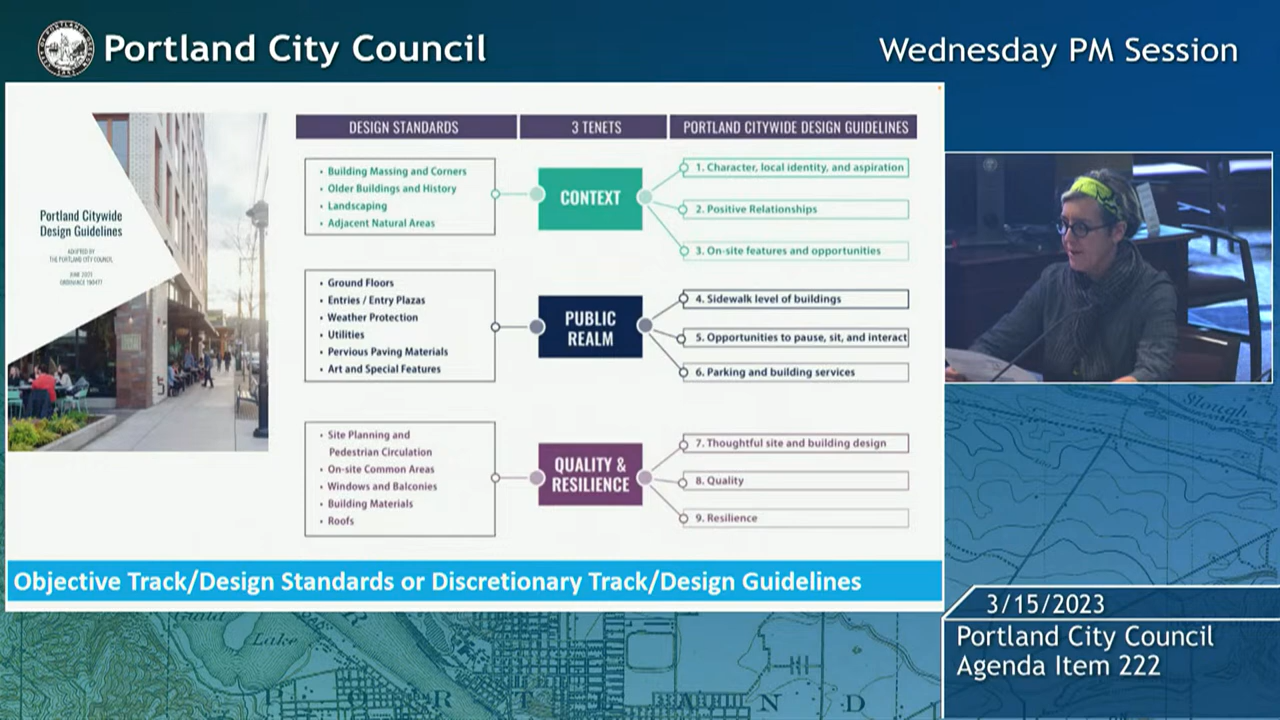 Portland City Council
Wednesday PM Session
Portland Citywide
Design Guidelines
ADOPTED BY
THE PORTLAND CITY COUNCIL
JUNE 2021
DESIGN STANDARDS
3 TENETS
PORTLAND CITYWIDE DESIGN GUIDELINES
• Building Massing and Corners
• Older Buildings and History
• Landscaping
• Adjacent Natural Areas
CONTEXT
1. Character, local identity, and aspiration
2. Positive Relationships
3. On-site features and opportunities
• Ground Floors
• Entries / Entry Plazas
• Weather Protection
• Utilities
• Pervious Paving Materials
• Art and Special Features
PUBLIC
REALM
4. Sidewalk level of buildings
5. Opportunities to pause, sit, and interact
6. Parking and building services
• Site Planning and
Pedestrian Circulation
• On-site Common Areas
• Windows and Balconies
• Building Materials
• Roofs
QUALITY &
RESILIENCE
7. Thoughtful site and building design
8. Quality
9. Resilience
Objective Track/Design Standards or Discretionary Track/Design Guidelines
3/15/2023
Portland City Council
Agenda Item 222
Slough
Guild
Lake
R T L A N D